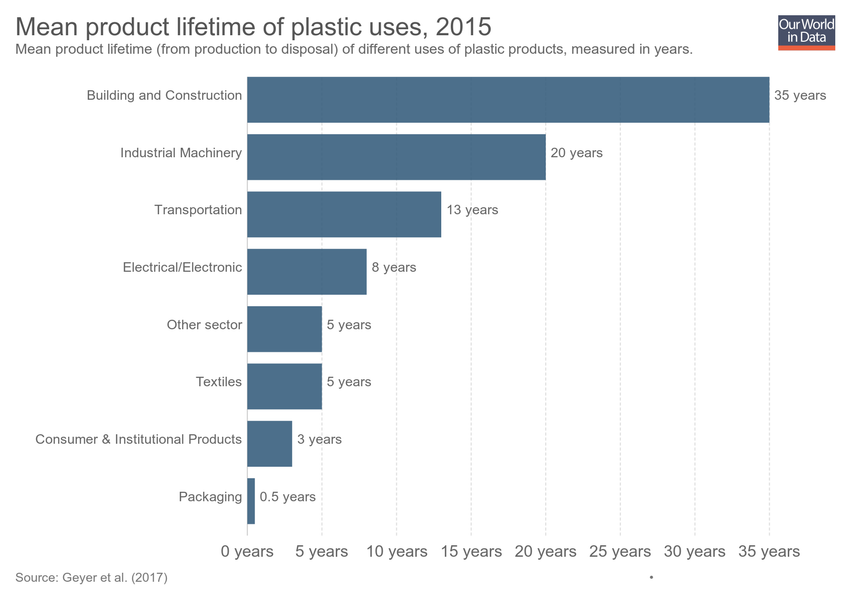 Mean product lifetime of plastic uses, 2015
Mean product lifetime (from production to disposal) of different uses of plastic products, measured in years.
Our World
in Data
Building and Construction
35 years
Industrial Machinery
20 years
Transportation
13 years
Electrical/Electronic
8 years
Other sector
5 years
Textiles
5 years
Consumer & Institutional Products
3 years
Packaging
0.5 years
0 years
5 years
10 years
15 years
20 years
25 years
30 years
35 years
Source: Geyer et al. (2017)
•